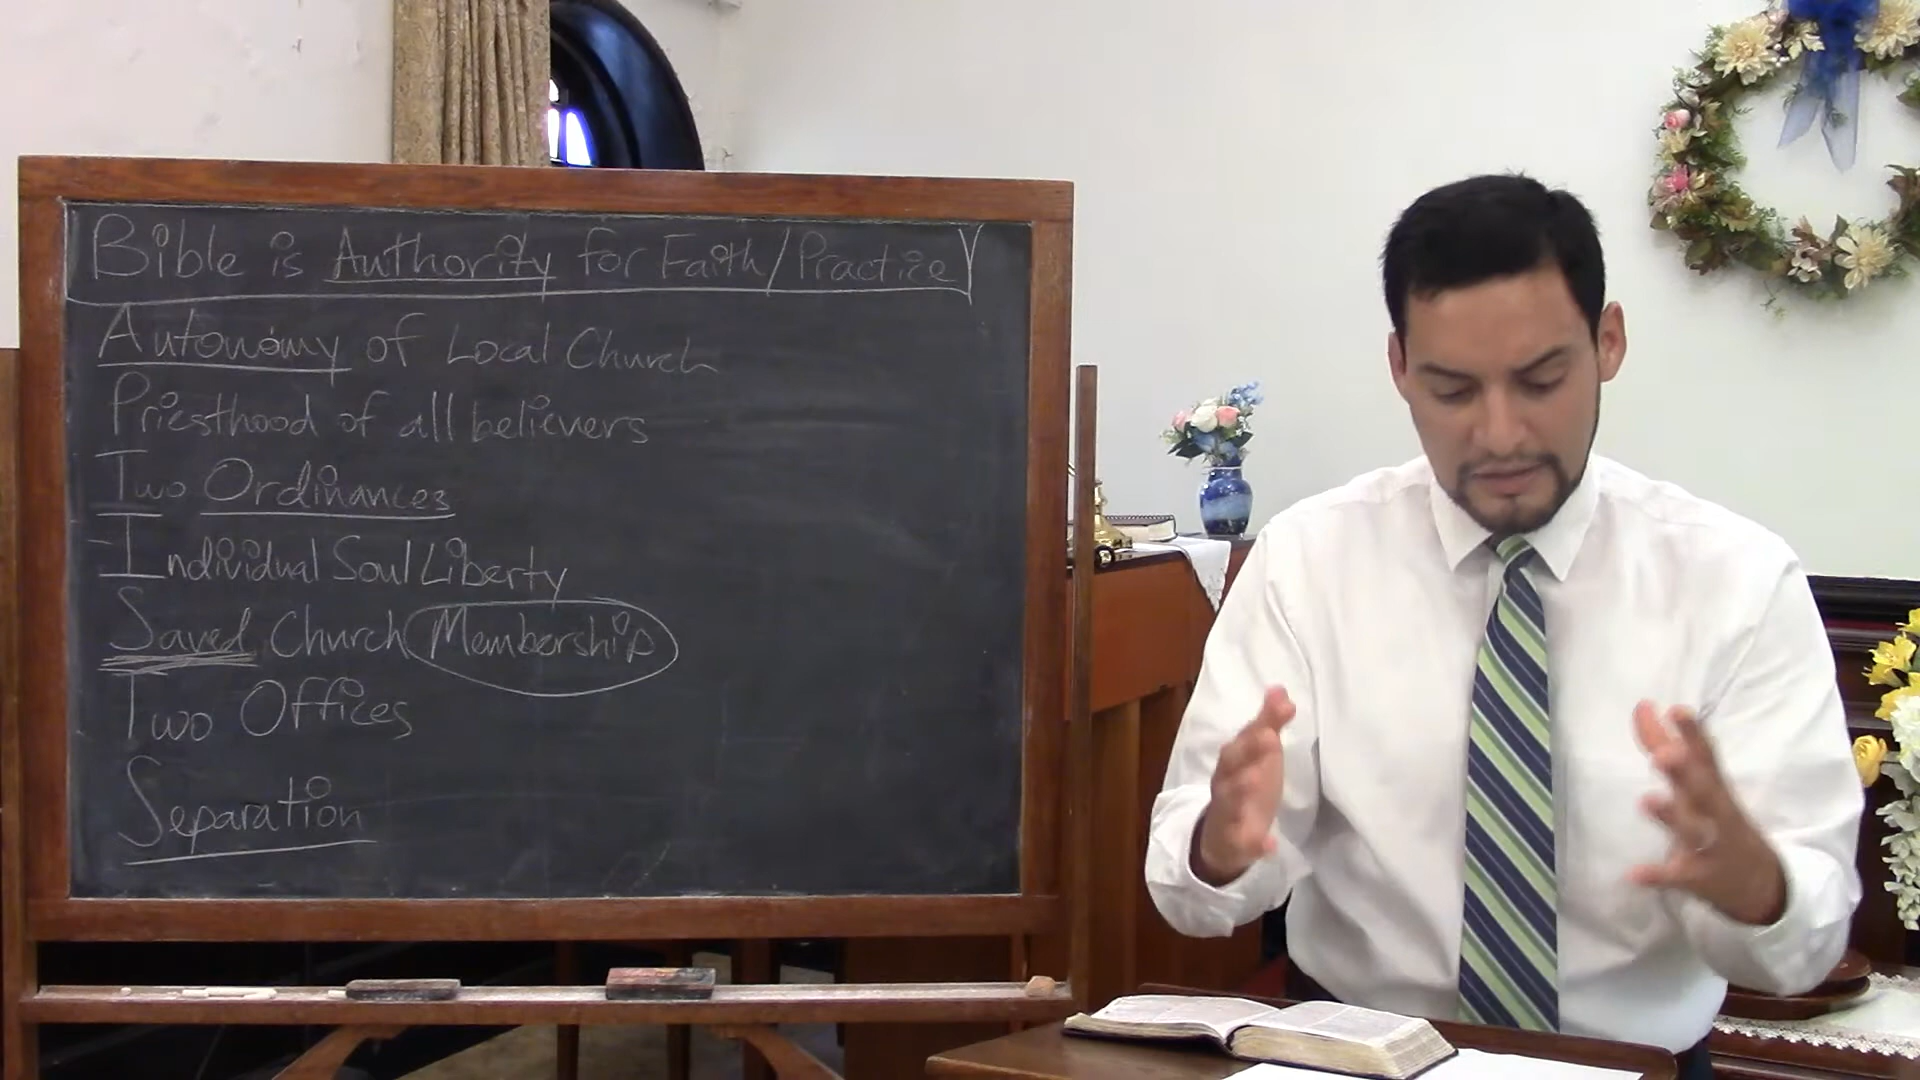 Bible is Authority for Faith/Practice
Autonomy of Local Church
Priesthood of all believers
Two Ordinances
Individual Soul Liberty
Saved Church Membership
Two Offices
Separation